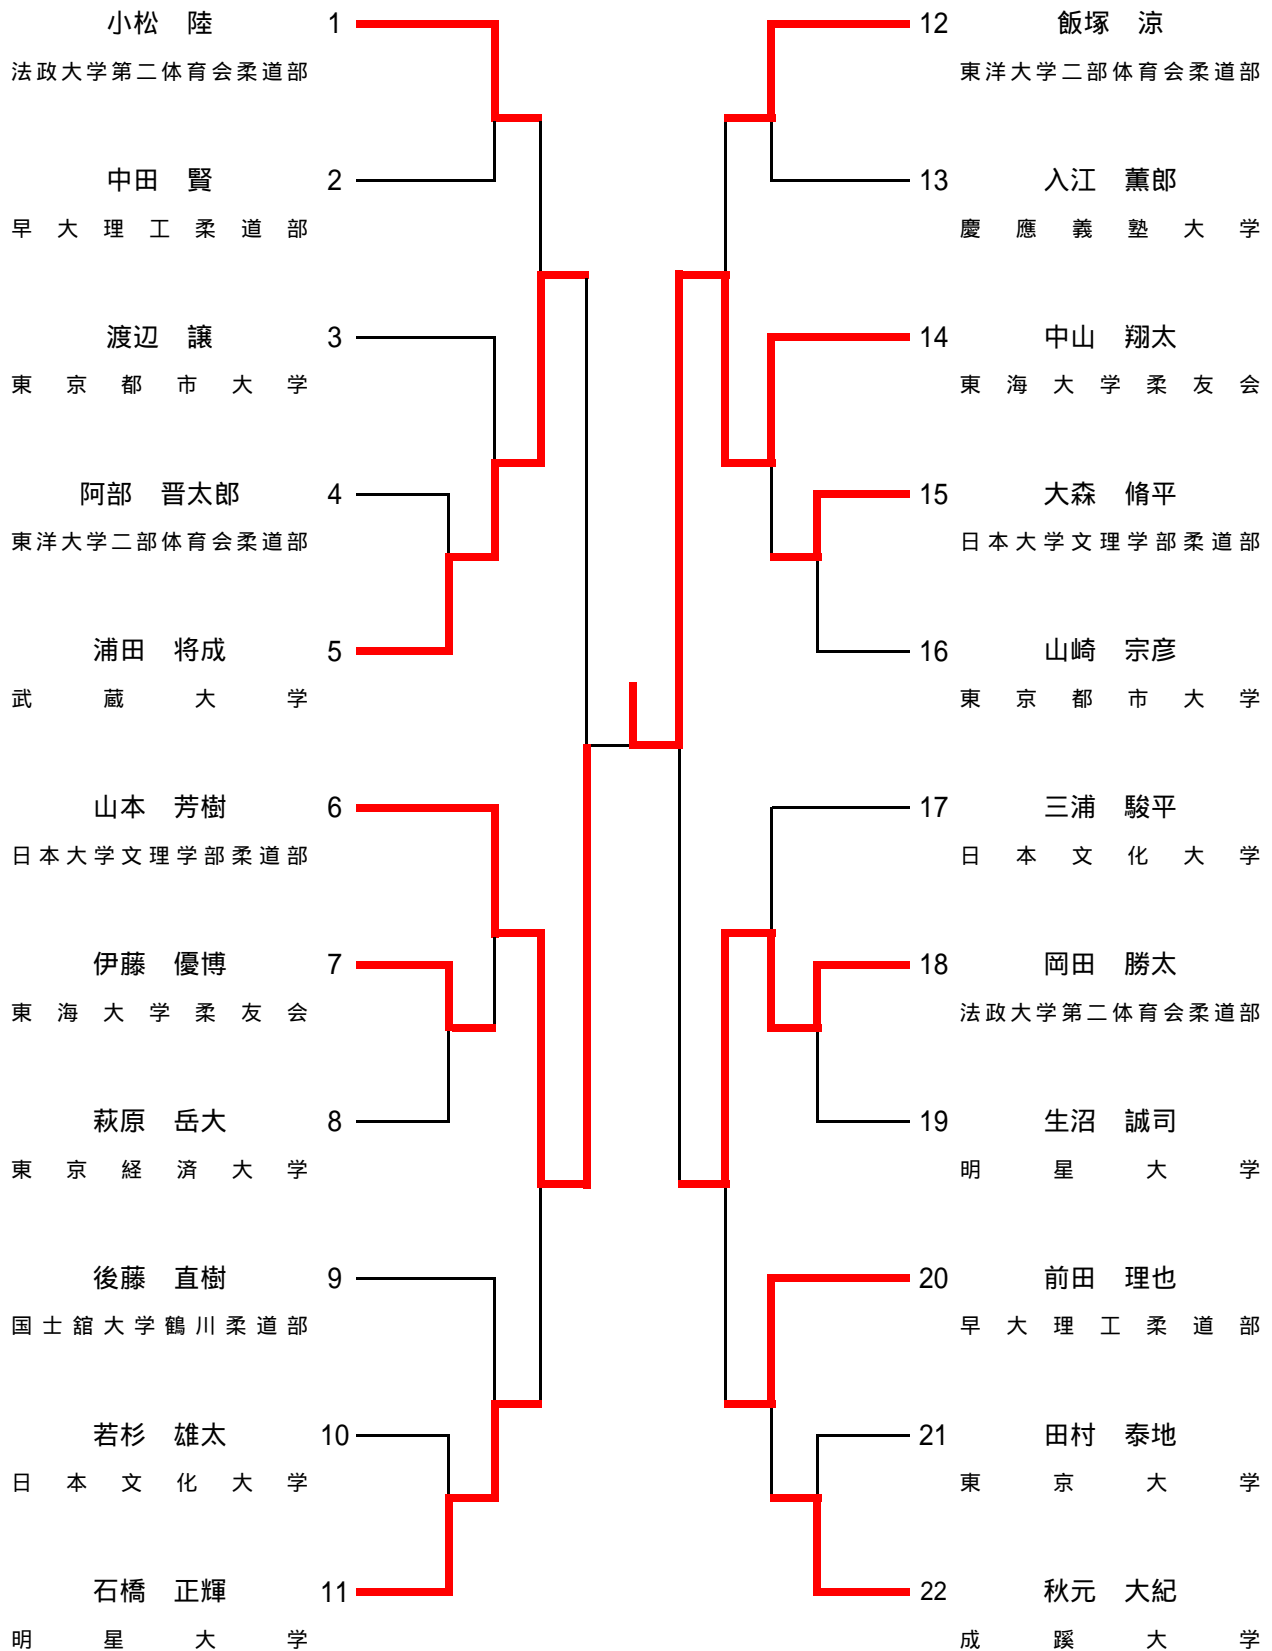 小松　陸 1
法政大学第二体育会柔道部
中田　賢 2
早大理工柔道部
渡辺　譲 3
東京都市大学
阿部　晋太郎 4
東洋大学二部体育会柔道部
浦田　将成 5
武蔵大学
山本　芳樹 6
日本大学文理学部柔道部
伊藤　優博 7
東海大学柔友会
萩原　岳大 8
東京経済大学
後藤　直樹 9
国士舘大学鶴川柔道部
若杉　雄太 10
日本文化大学
石橋　正輝 11
明星大学
12 飯塚　涼
東洋大学二部体育会柔道部
13 入江　薫郎
慶應義塾大学
14 中山　翔太
東海大学柔友会
15 大森　脩平
日本大学文理学部柔道部
16 山崎　宗彦
東京都市大学
17 三浦　駿平
日本文化大学
18 岡田　勝太
法政大学第二体育会柔道部
19 生沼　誠司
明星大学
20 前田　理也
早大理工柔道部
21 田村　泰地
東京大学
22 秋元　大紀
成蹊大学